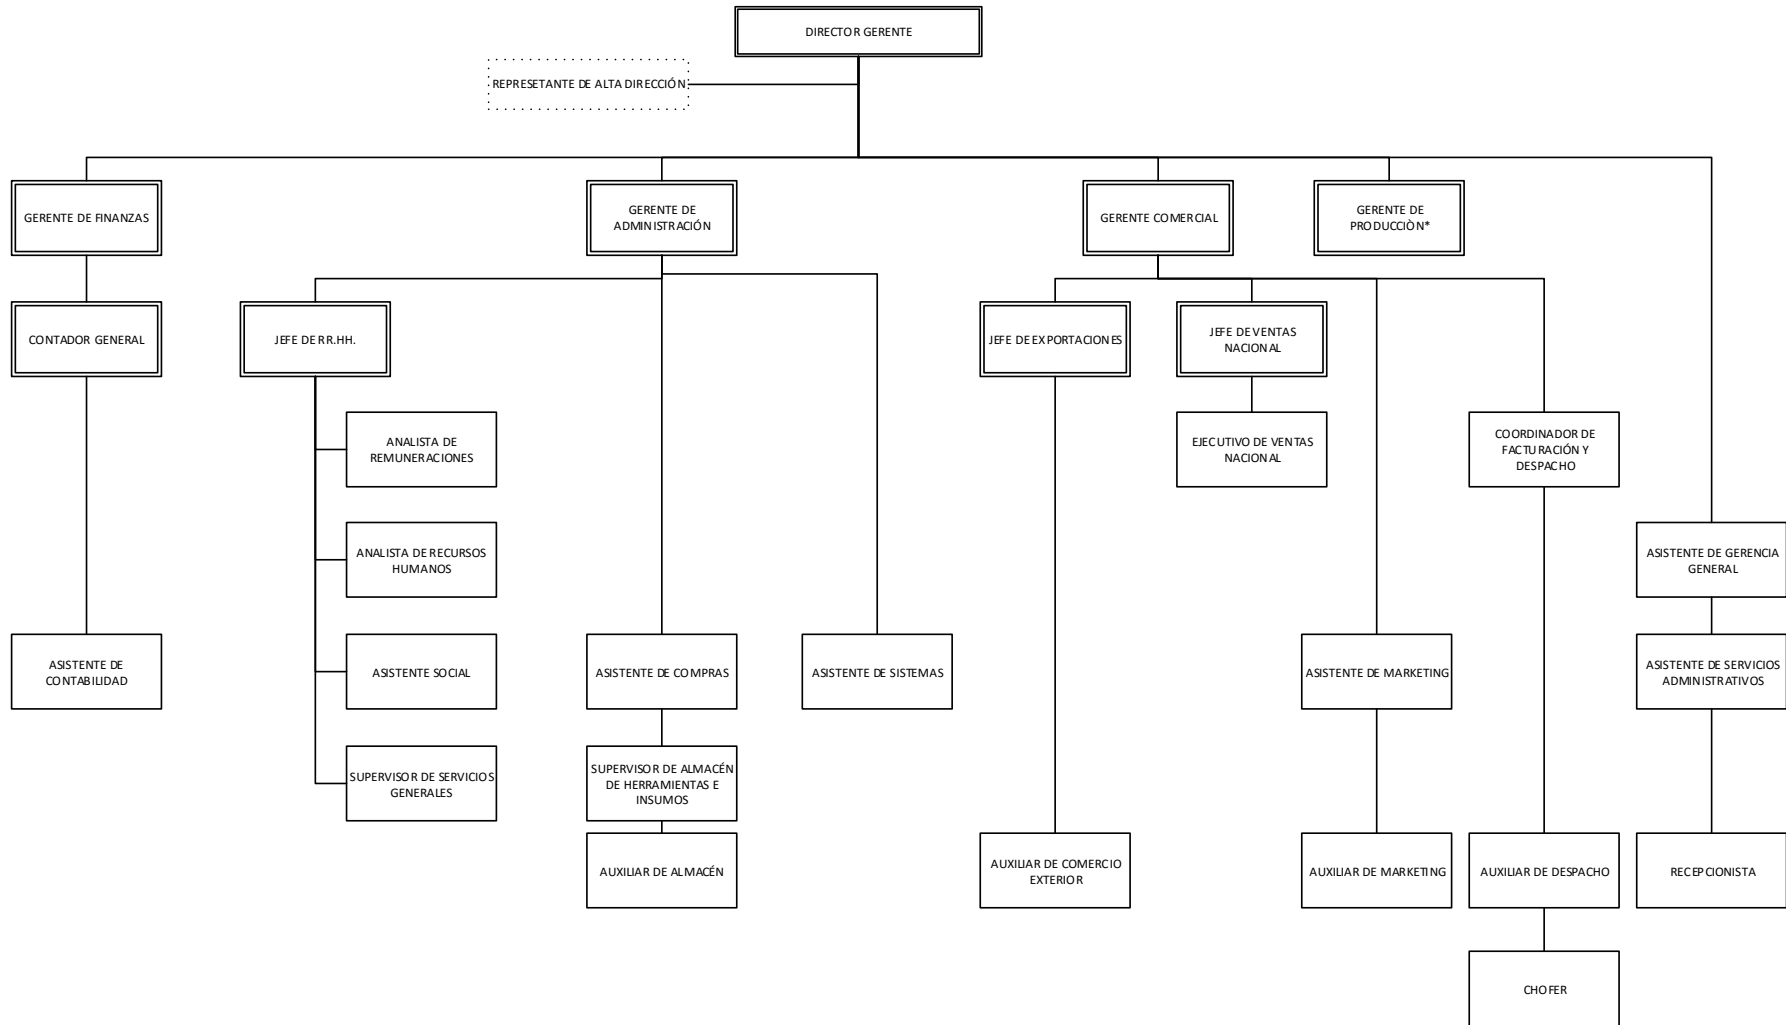 DIRECTOR GERENTE
REPRESETANTE DE ALTA DIRECCIÓN
GERENTE DE FINANZAS
GERENTE DE
ADMINISTRACIÓN
GERENTE COMERCIAL
GERENTE DE
PRODUCCIÒN*
CONTADOR GENERAL
JEFE DE RR.HH.
JEFE DE EXPORTACIONES
JEFE DE VENTAS
NACIONAL
ANALISTA DE
REMUNERACIONES
EJECUTIVO DE VENTAS
NACIONAL
COORDINADOR DE
FACTURACIÓN Y
DESPACHO
ANALISTA DE RECURSOS
HUMANOS
ASISTENTE DE GERENCIA
GENERAL
ASISTENTE DE
CONTABILIDAD
ASISTENTE SOCIAL
ASISTENTE DE COMPRAS
ASISTENTE DE SISTEMAS
ASISTENTE DE MARKETING
ASISTENTE DE SERVICIOS
ADMINISTRATIVOS
SUPERVISOR DE SERVICIOS
GENERALES
SUPERVISOR DE ALMACÉN
DE HERRAMIENTAS E
INSUMOS
AUXILIAR DE ALMACÉN
AUXILIAR DE COMERCIO
EXTERIOR
AUXILIAR DE MARKETING
AUXILIAR DE DESPACHO
RECEPCIONISTA
CHOFER